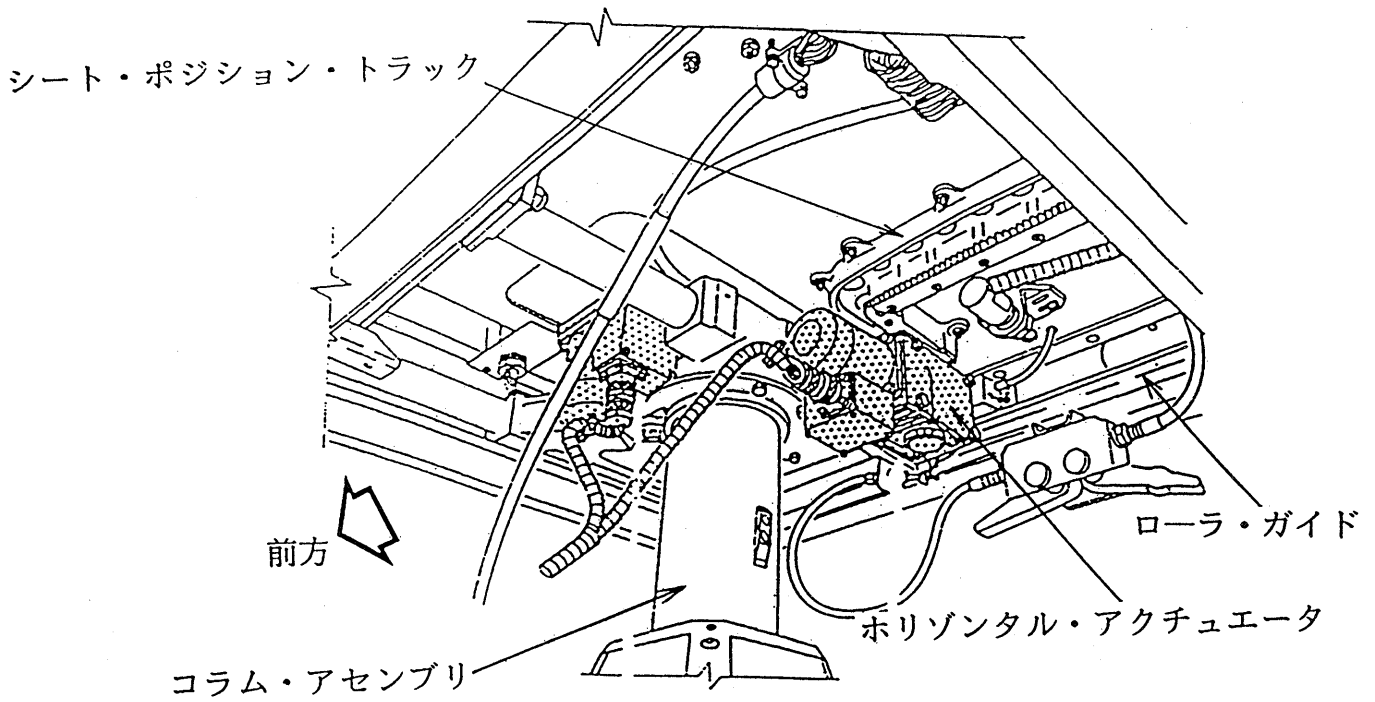 シート・ポジション・トラック
前方
ローラ・ガイド
ホリゾンタル・アクチュエータ
コラム・アセンブリ